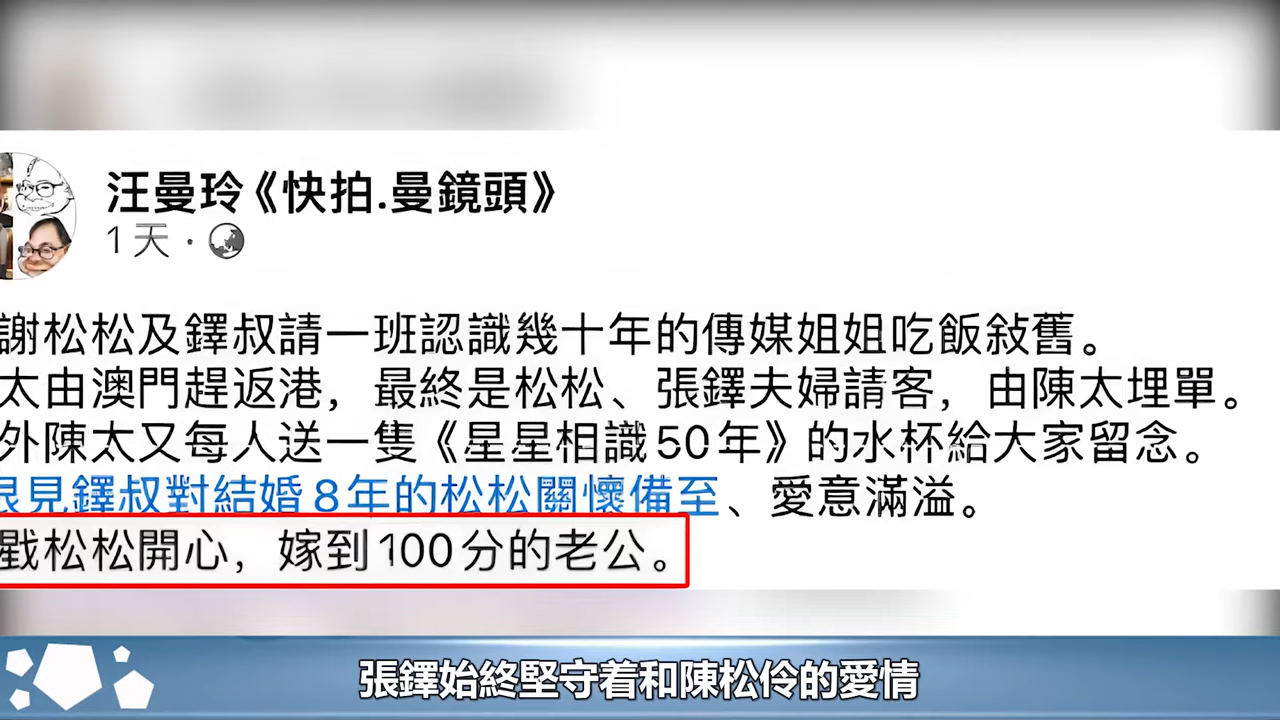 汪曼玲《快拍.曼鏡頭》
1天·
謝松松及鐸叔請一班認識幾十年的傳媒姐姐吃飯敍舊。
太由澳門趕返港，最終是松松、張鐸夫婦請客，由陳太埋單。
外陳太又每人送一隻《星星相識50年》的水杯給大家留念。
見鐸叔對結婚8年的松松關懷備至、愛意滿溢。
戥松松開心，嫁到100分的老公。
張鐸始終堅守着和陳松伶的愛情